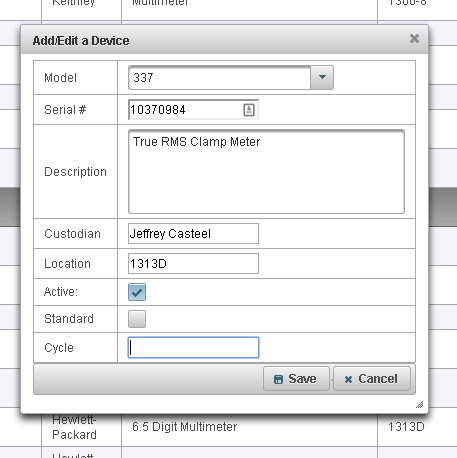 Keithley Multimeter 1300-8
Add/Edit a Device
Model 337
Serial # 10370984
Description True RMS Clamp Meter
Custodian Jeffrey Casteel
Location 1313D
Active:
Standard
Cycle
Save Cancel
Hewlett-
Packard 6.5 Digit Multimeter 1313D
Hewlett-